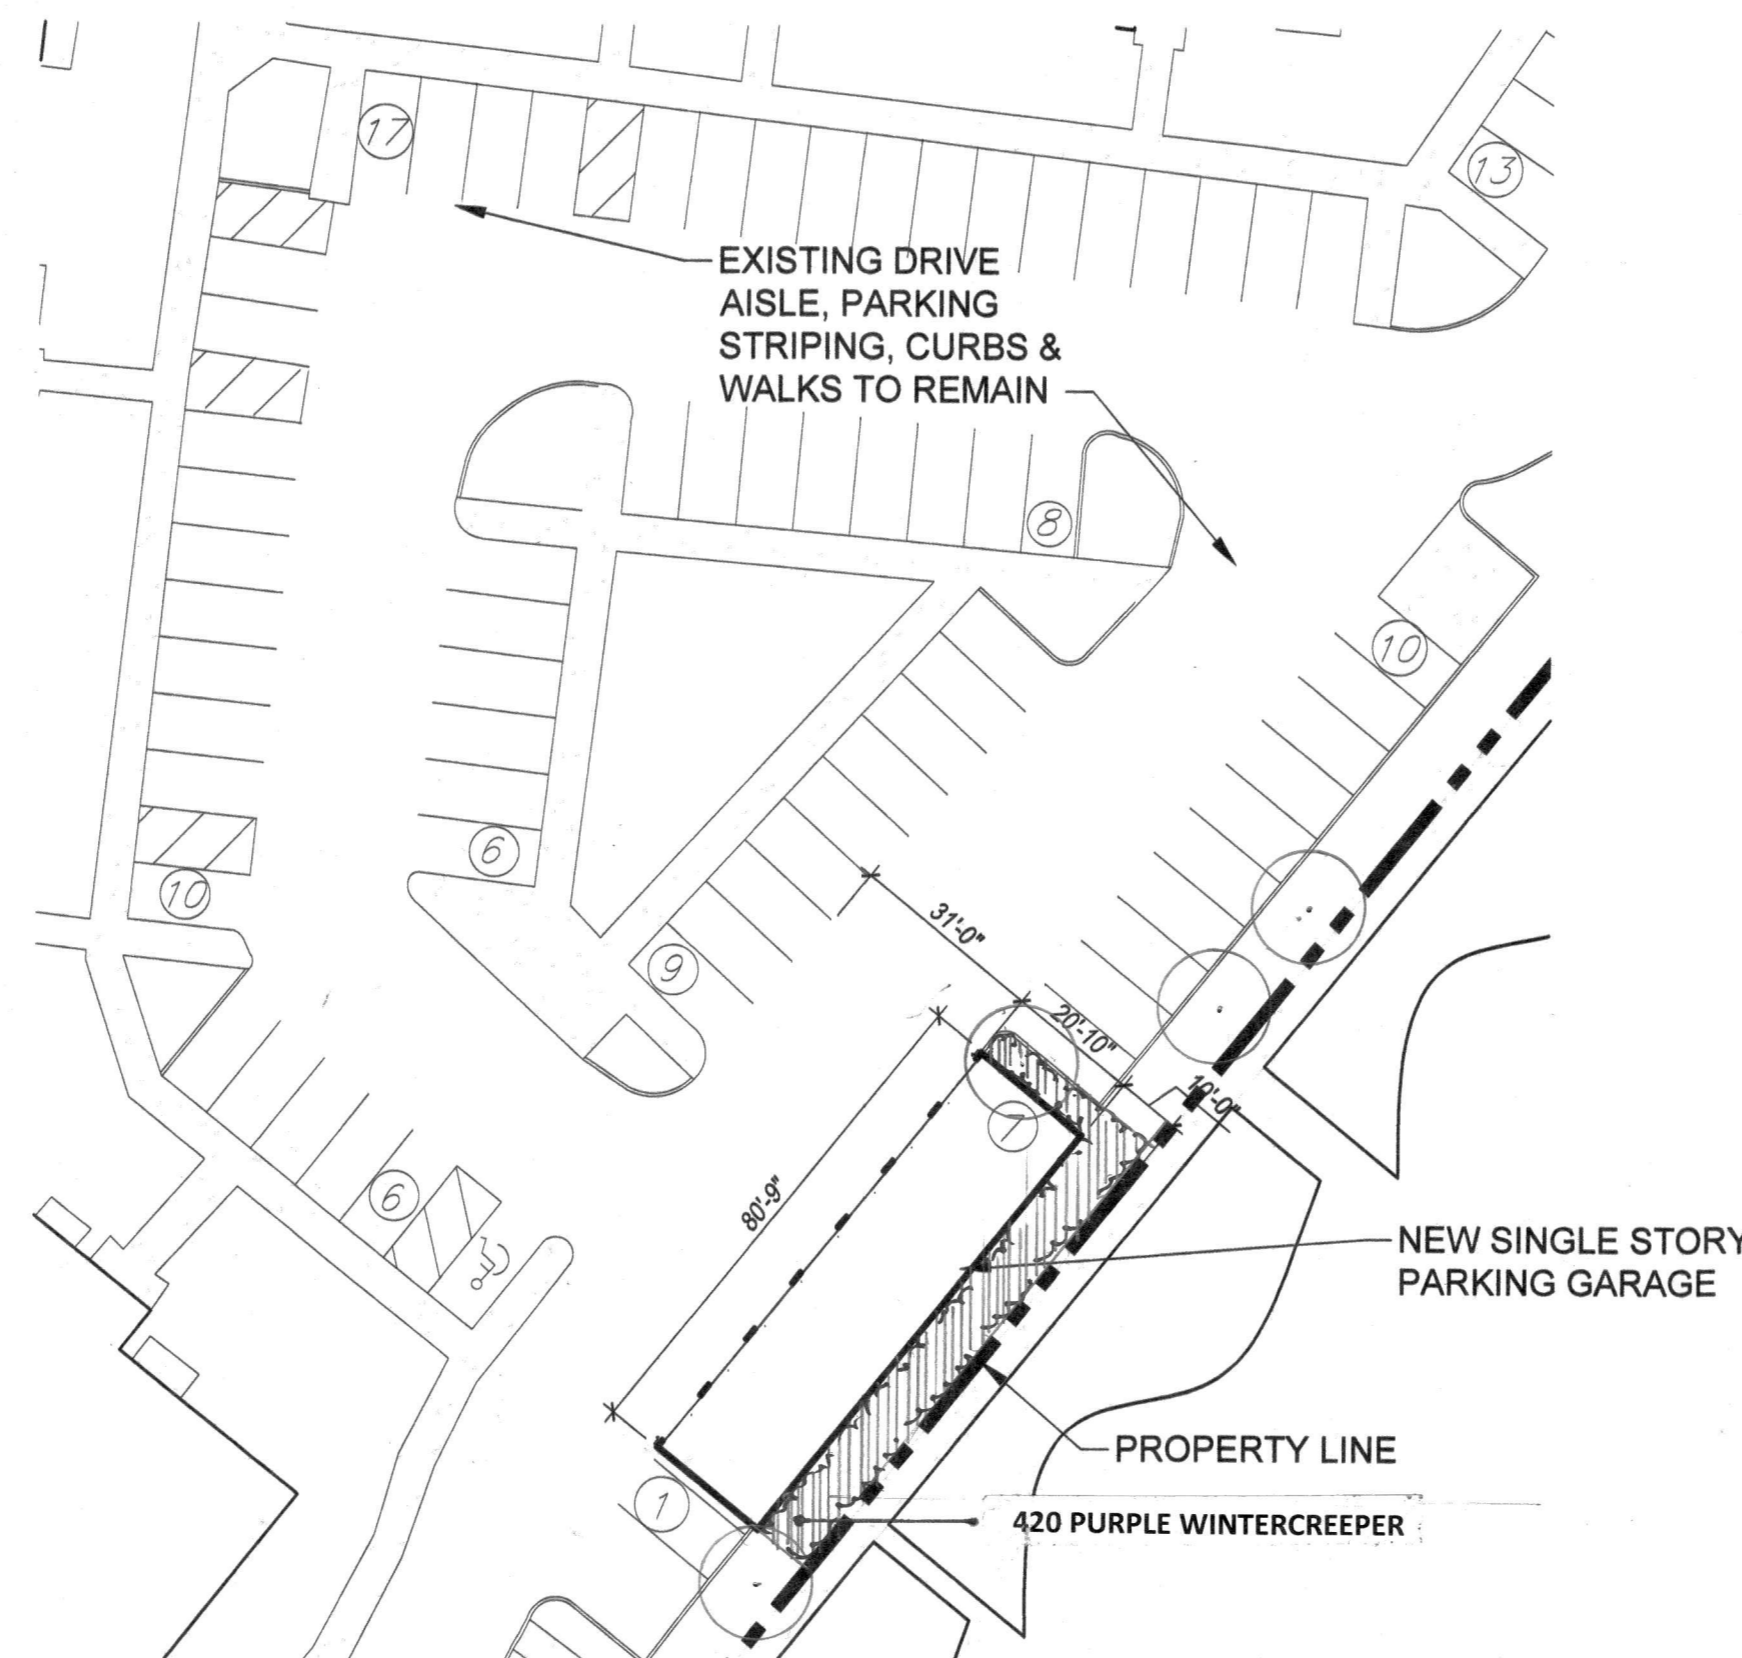 17
13
EXISTING DRIVE
AISLE, PARKING
STRIPING, CURBS &
WALKS TO REMAIN
8
10
6
10
9
31'-0"
20'-10"
10'-0"
7
80'-9"
6
NEW SINGLE STORY
PARKING GARAGE
PROPERTY LINE
1
420 PURPLE WINTERCREEPER